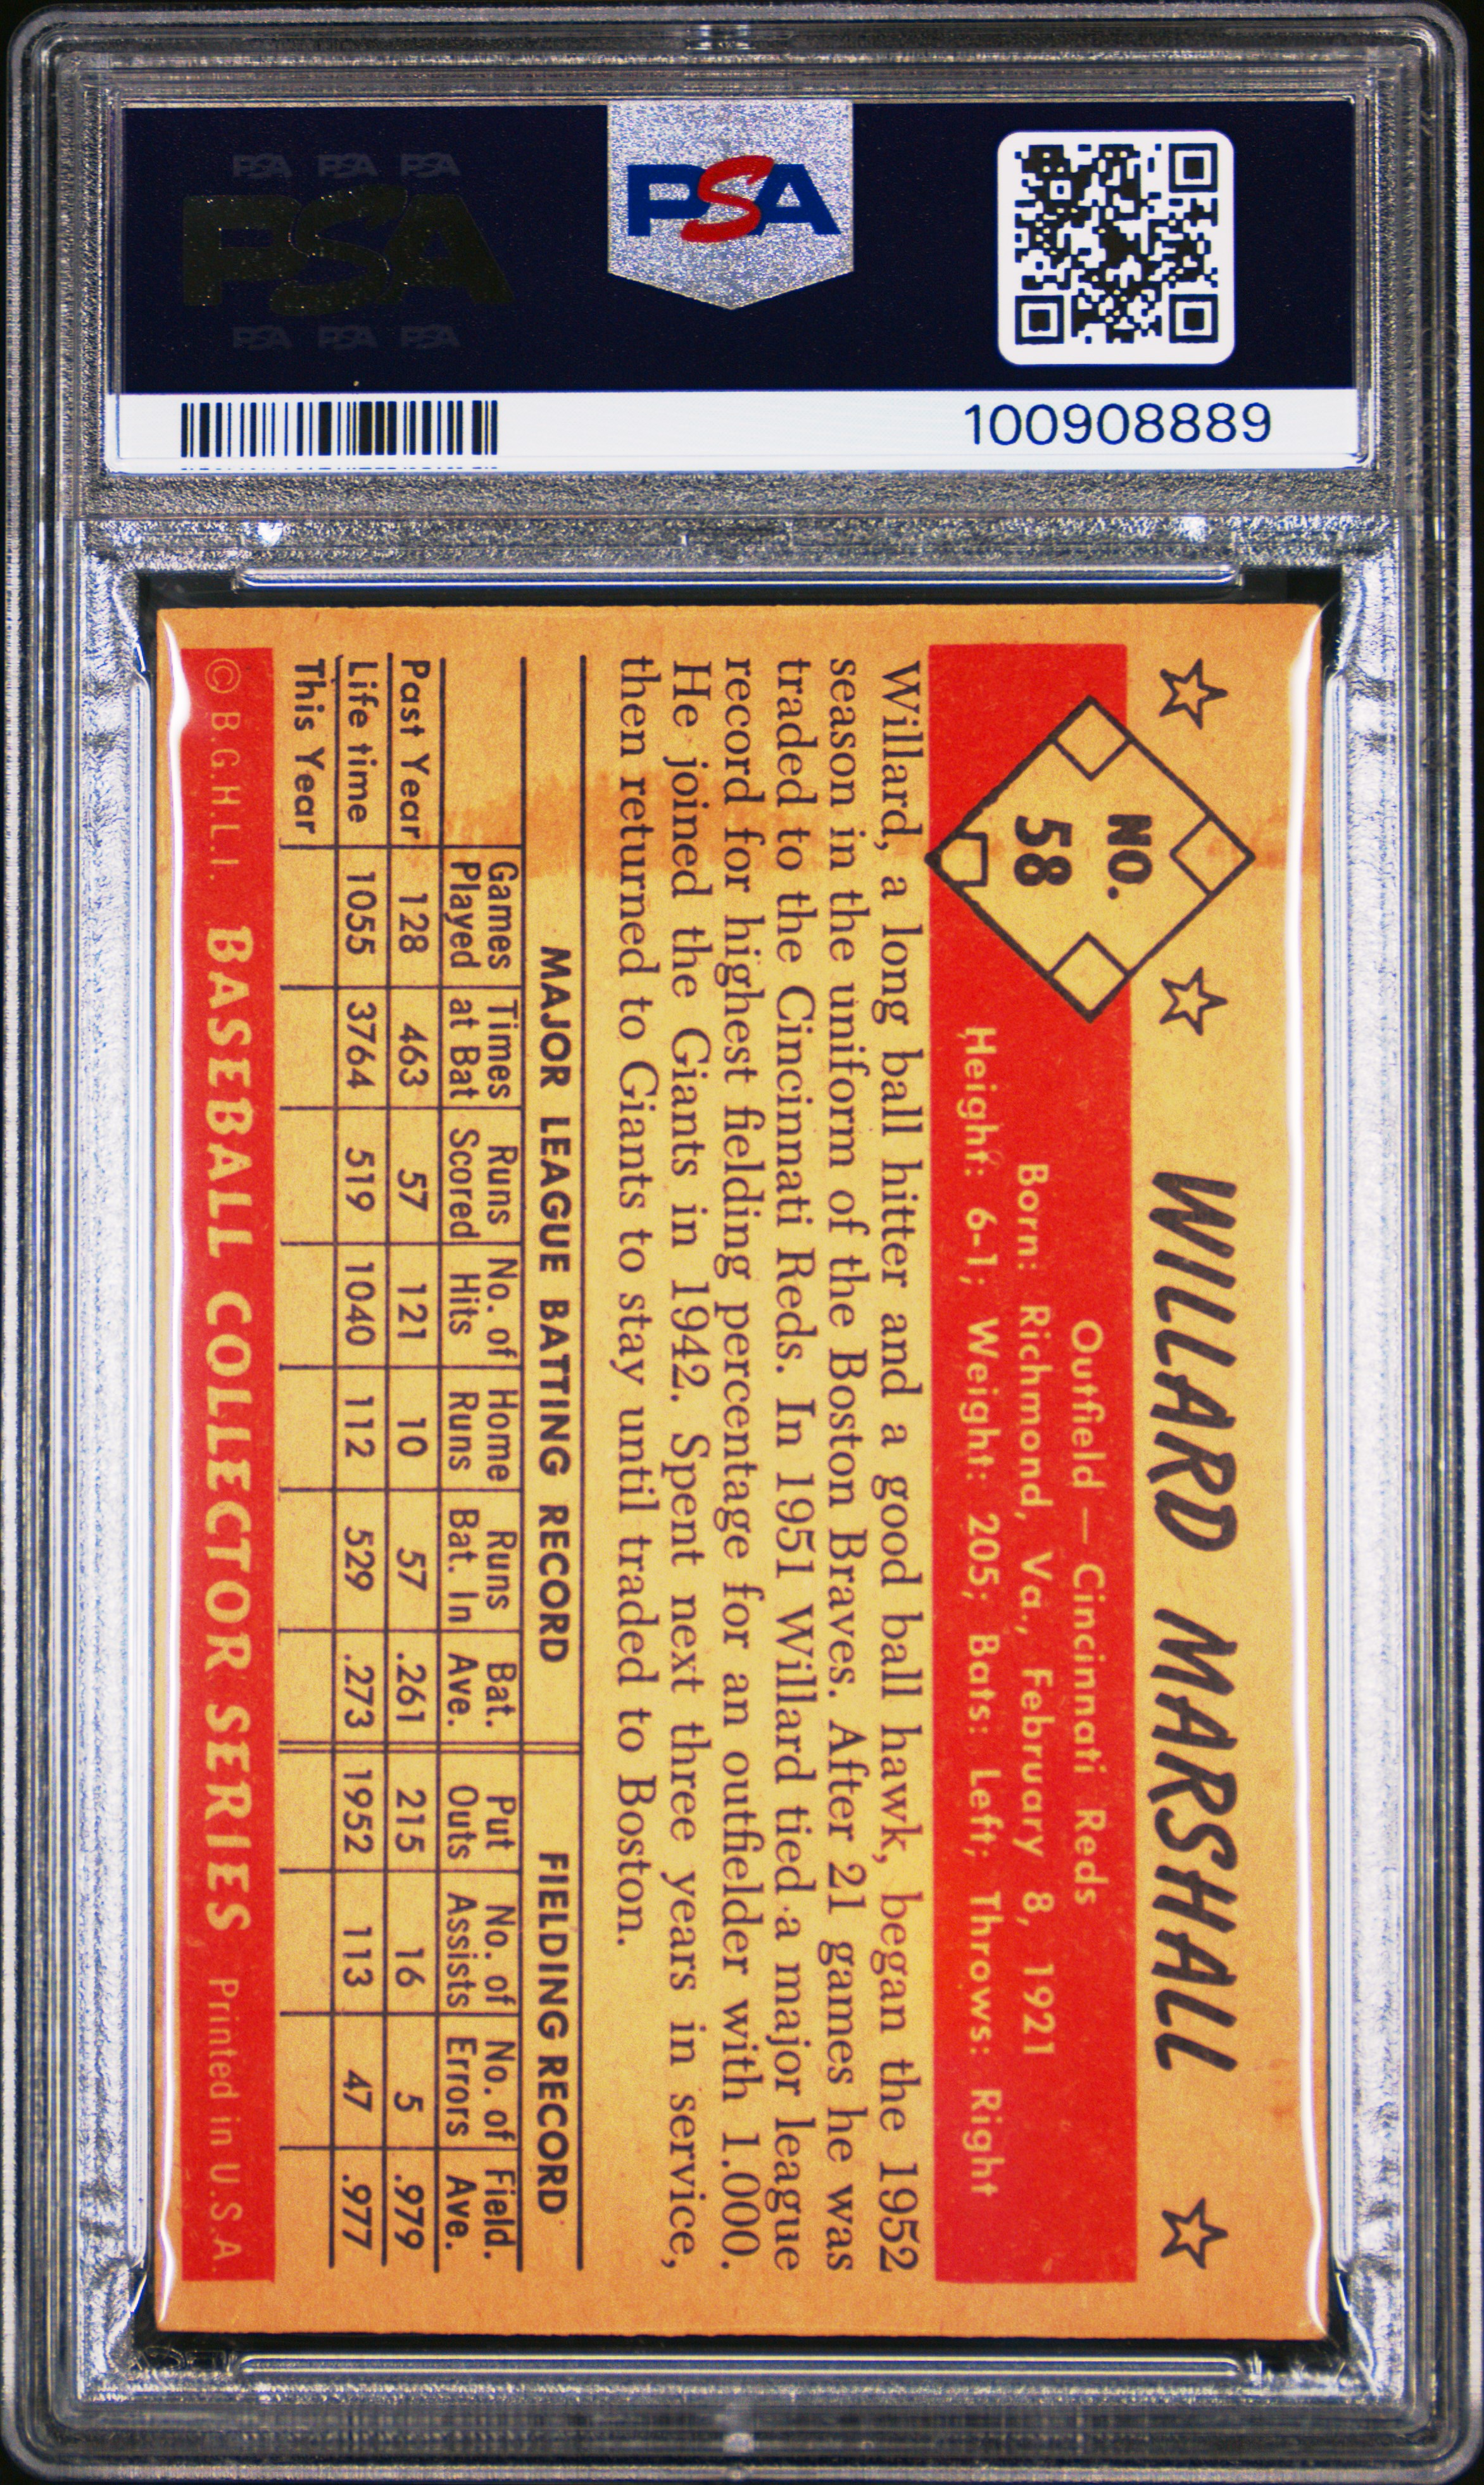 PSA PSA PSA
PSA
PSA PSA PSA
PSA
100908889
WILLARD MARSHALL
NO.
58
Outfield — Cincinnati Reds
Born: Richmond, Va., February 8, 1921
Height: 6-1; Weight: 205; Bats: Left; Throws: Right
Willard, a long ball hitter and a good ball hawk, began the 1952
season in the uniform of the Boston Braves. After 21 games he was
traded to the Cincinnati Reds. In 1951 Willard tied a major league
record for highest fielding percentage for an outfielder with 1.000.
He joined the Giants in 1942. Spent next three years in service,
then returned to Giants to stay until traded to Boston.
MAJOR LEAGUE BATTING RECORD FIELDING RECORD
Games Times Runs No. of Home Runs Bat. Put No. of No. of Field.
Played at Bat Scored Hits Runs Bat. In Ave. Outs Assists Errors Ave.
Past Year 128 463 57 121 10 57 .261 215 16 5 .979
Life time 1055 3764 519 1040 112 529 .273 1952 113 47 .977
This Year
© B.G.H.L.I. BASEBALL COLLECTOR SERIES Printed in U.S.A.